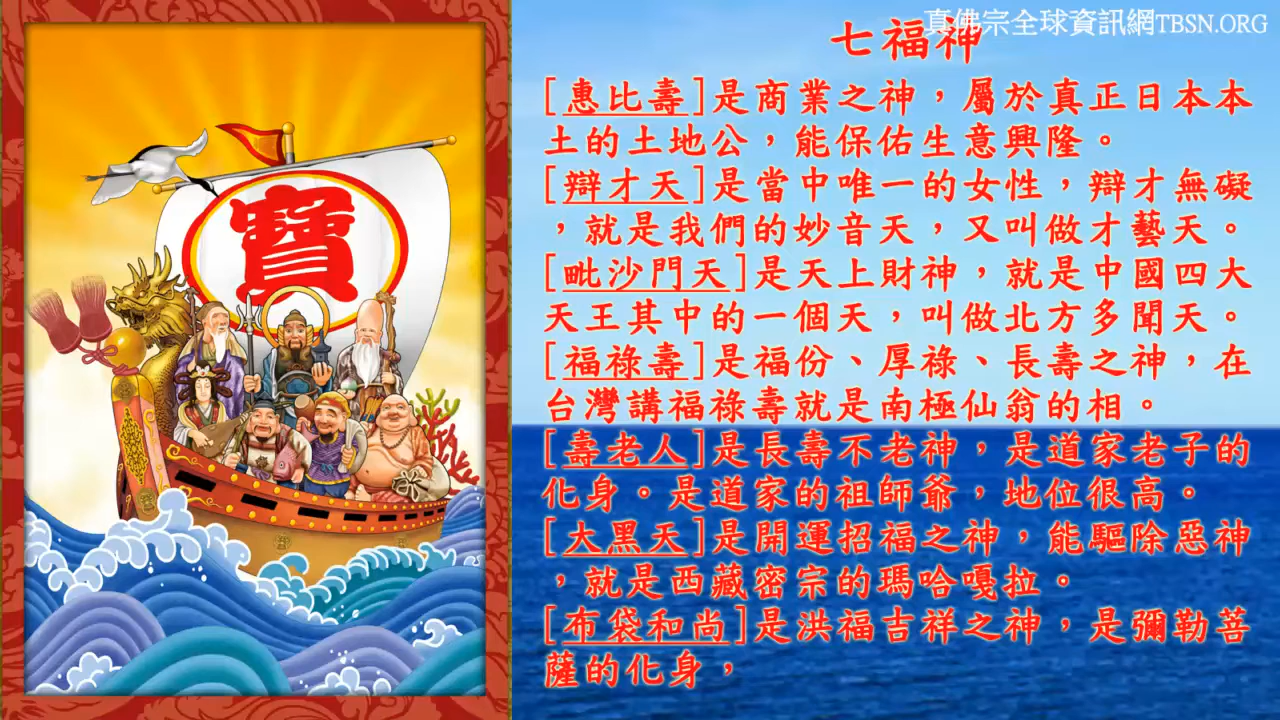 真佛宗全球資訊網TBSN.ORG
七福神
[惠比壽]是商業之神，屬於真正日本本
土的土地公，能保佑生意興隆。
[辯才天]是當中唯一的女性，辯才無礙
，就是我們的妙音天，又叫做才藝天。
[毗沙門天]是天上財神，就是中國四大
天王其中的一個天，叫做北方多聞天。
[福祿壽]是福份、厚祿、長壽之神，在
台灣講福祿壽就是南極仙翁的相。
[壽老人]是長壽不老神，是道家老子的
化身。是道家的祖師爺，地位很高。
[大黑天]是開運招福之神，能驅除惡神
，就是西藏密宗的瑪哈嘎拉。
[布袋和尚]是洪福吉祥之神，是彌勒菩
薩的化身，
寶